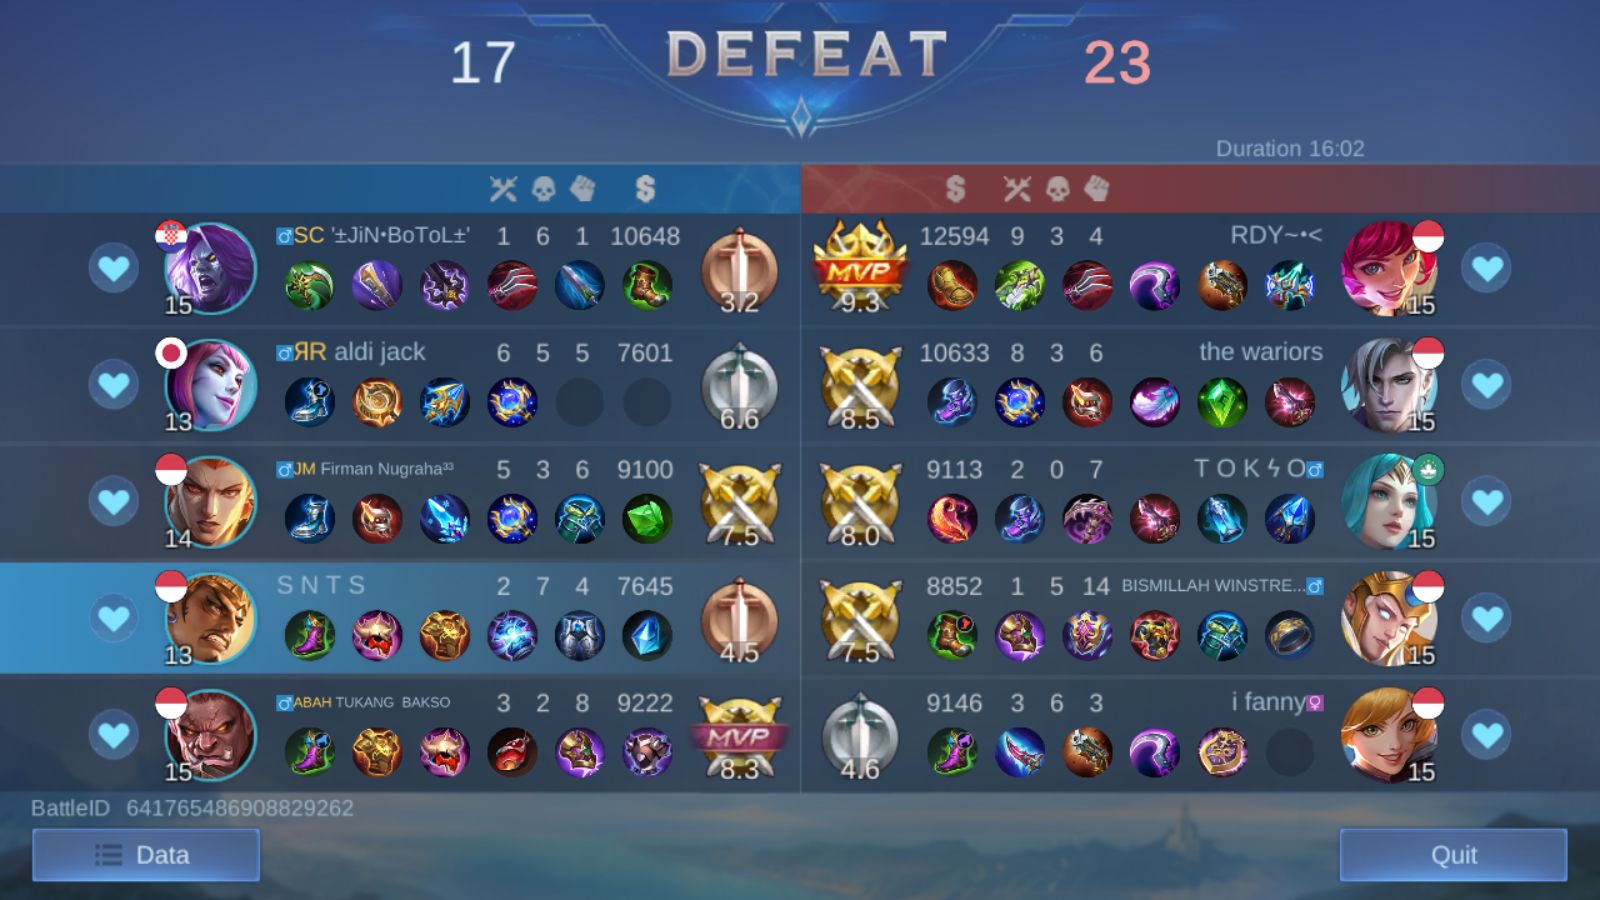 17 DEFEAT 23
Duration 16:02
SC '±JiN•BoToL±' 1 6 1 10648
15 3.2
12594 9 3 4 RDY~•<
MVP 9.3 15
ЯR aldi jack 6 5 5 7601
13 6.6
10633 8 3 6 the wariors
8.5 15
JM Firman Nugraha³³ 5 3 6 9100
14 7.5
9113 2 0 7 T O K ϟ O
8.0 15
S N T S 2 7 4 7645
13 4.5
8852 1 5 14 BISMILLAH WINSTRE...
7.5 15
ABAH TUKANG BAKSO 3 2 8 9222
15 MVP 8.3
9146 3 6 3 i fanny
4.6 15
BattleID 641765486908829262
Data
Quit